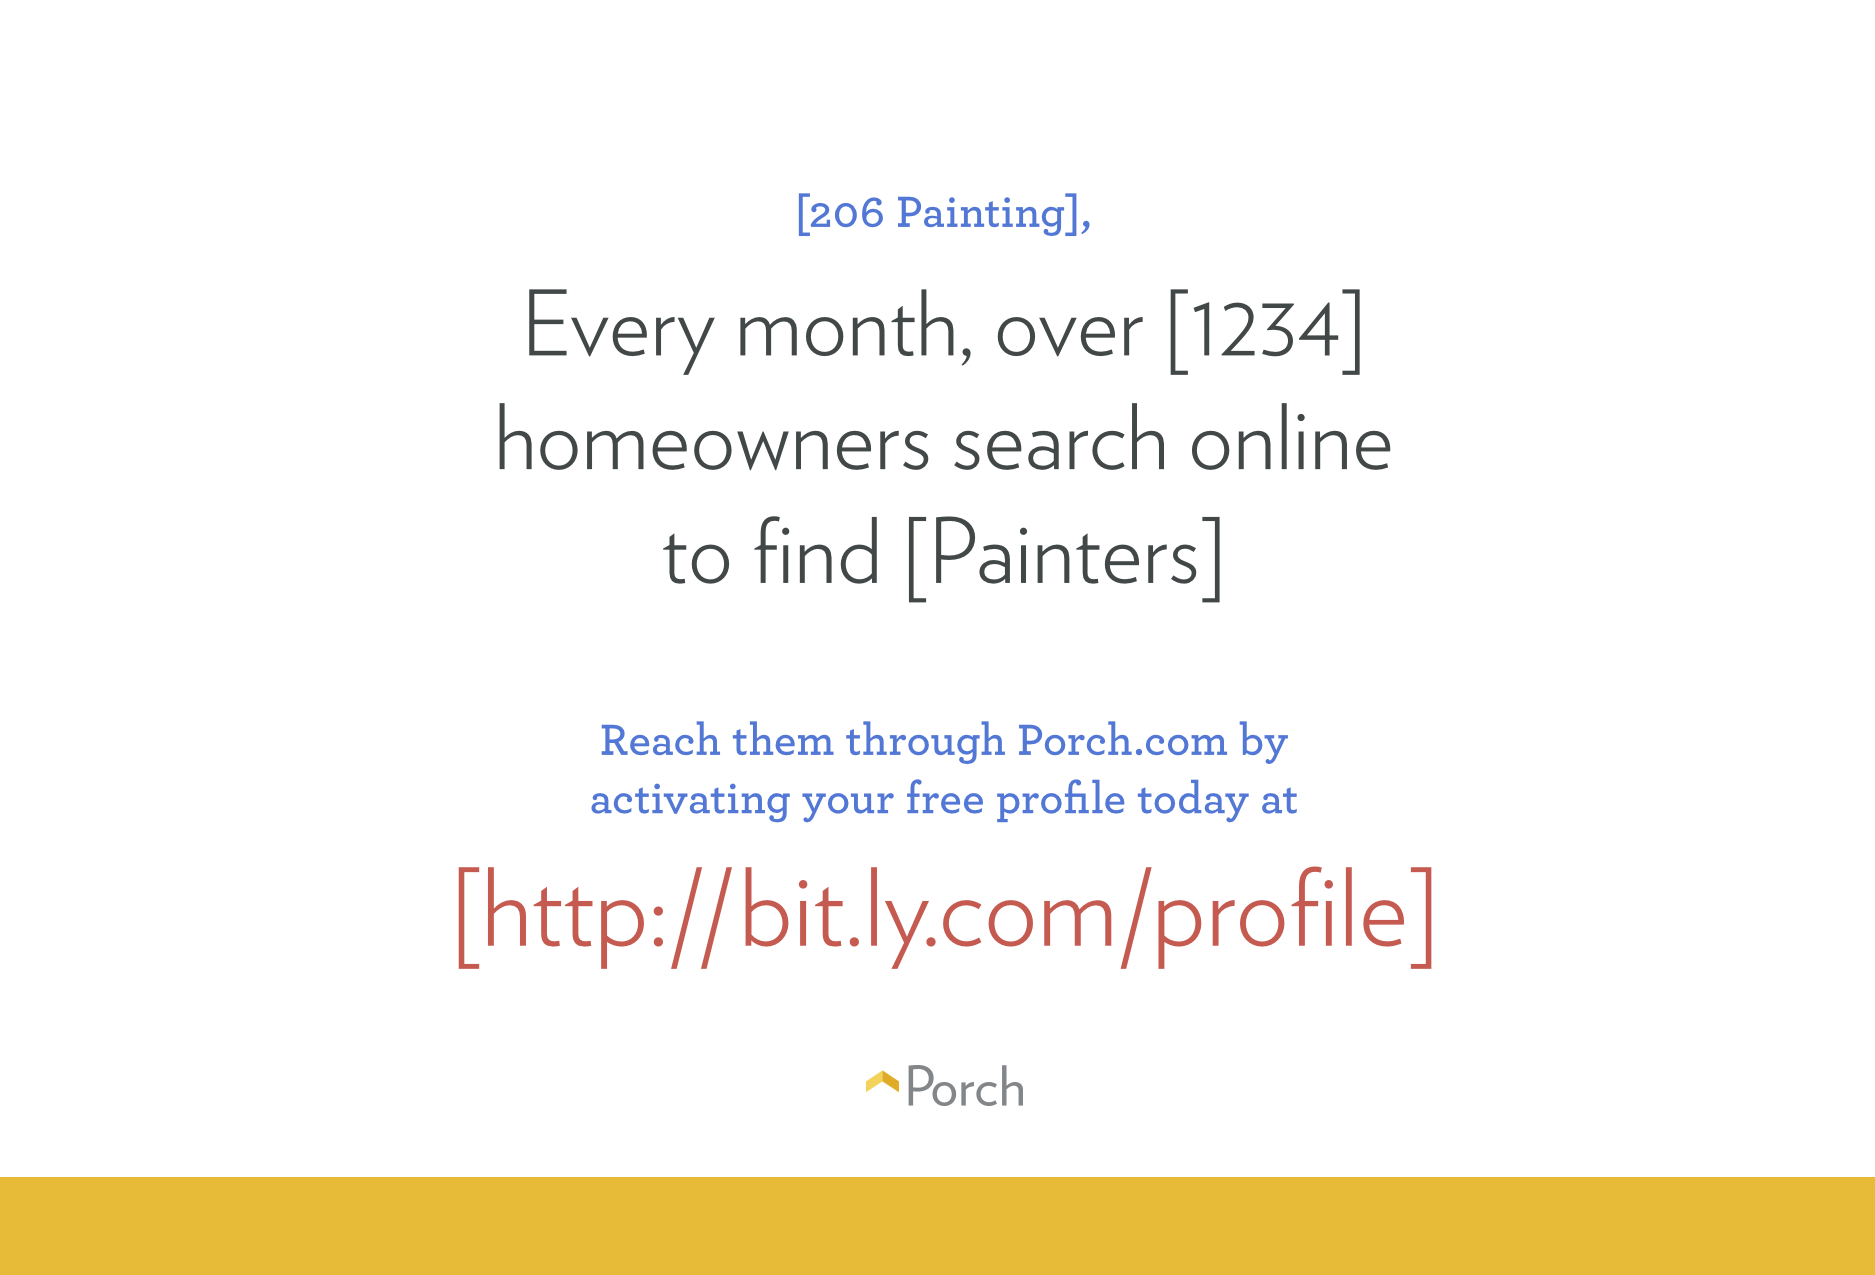 [206 Painting],
Every month, over [1234]
homeowners search online
to find [Painters]
Reach them through Porch.com by
activating your free profile today at
[http://bit.ly.com/profile]
Porch